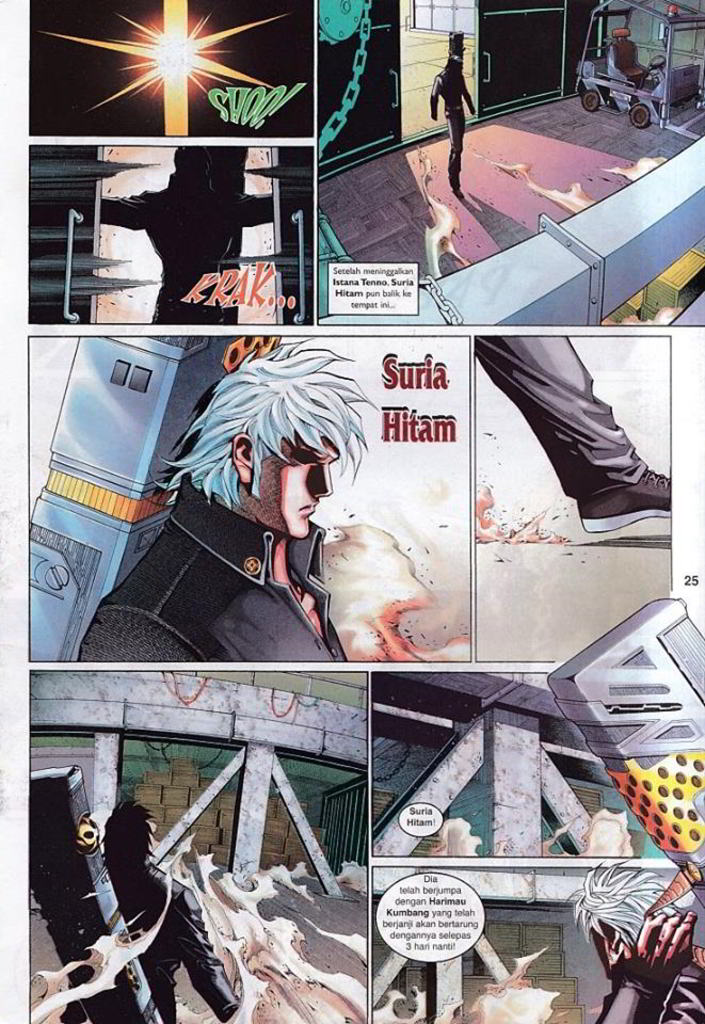 SHOO!
KRAK...
Setelah meninggalkan
Istana Tenno, Suria
Hitam pun balik ke
tempat ini...
Suria
Hitam
25
Suria
Hitam!
Dia
telah berjumpa
dengan Harimau
Kumbang yang telah
berjanji akan bertarung
dengannya selepas
3 hari nanti!